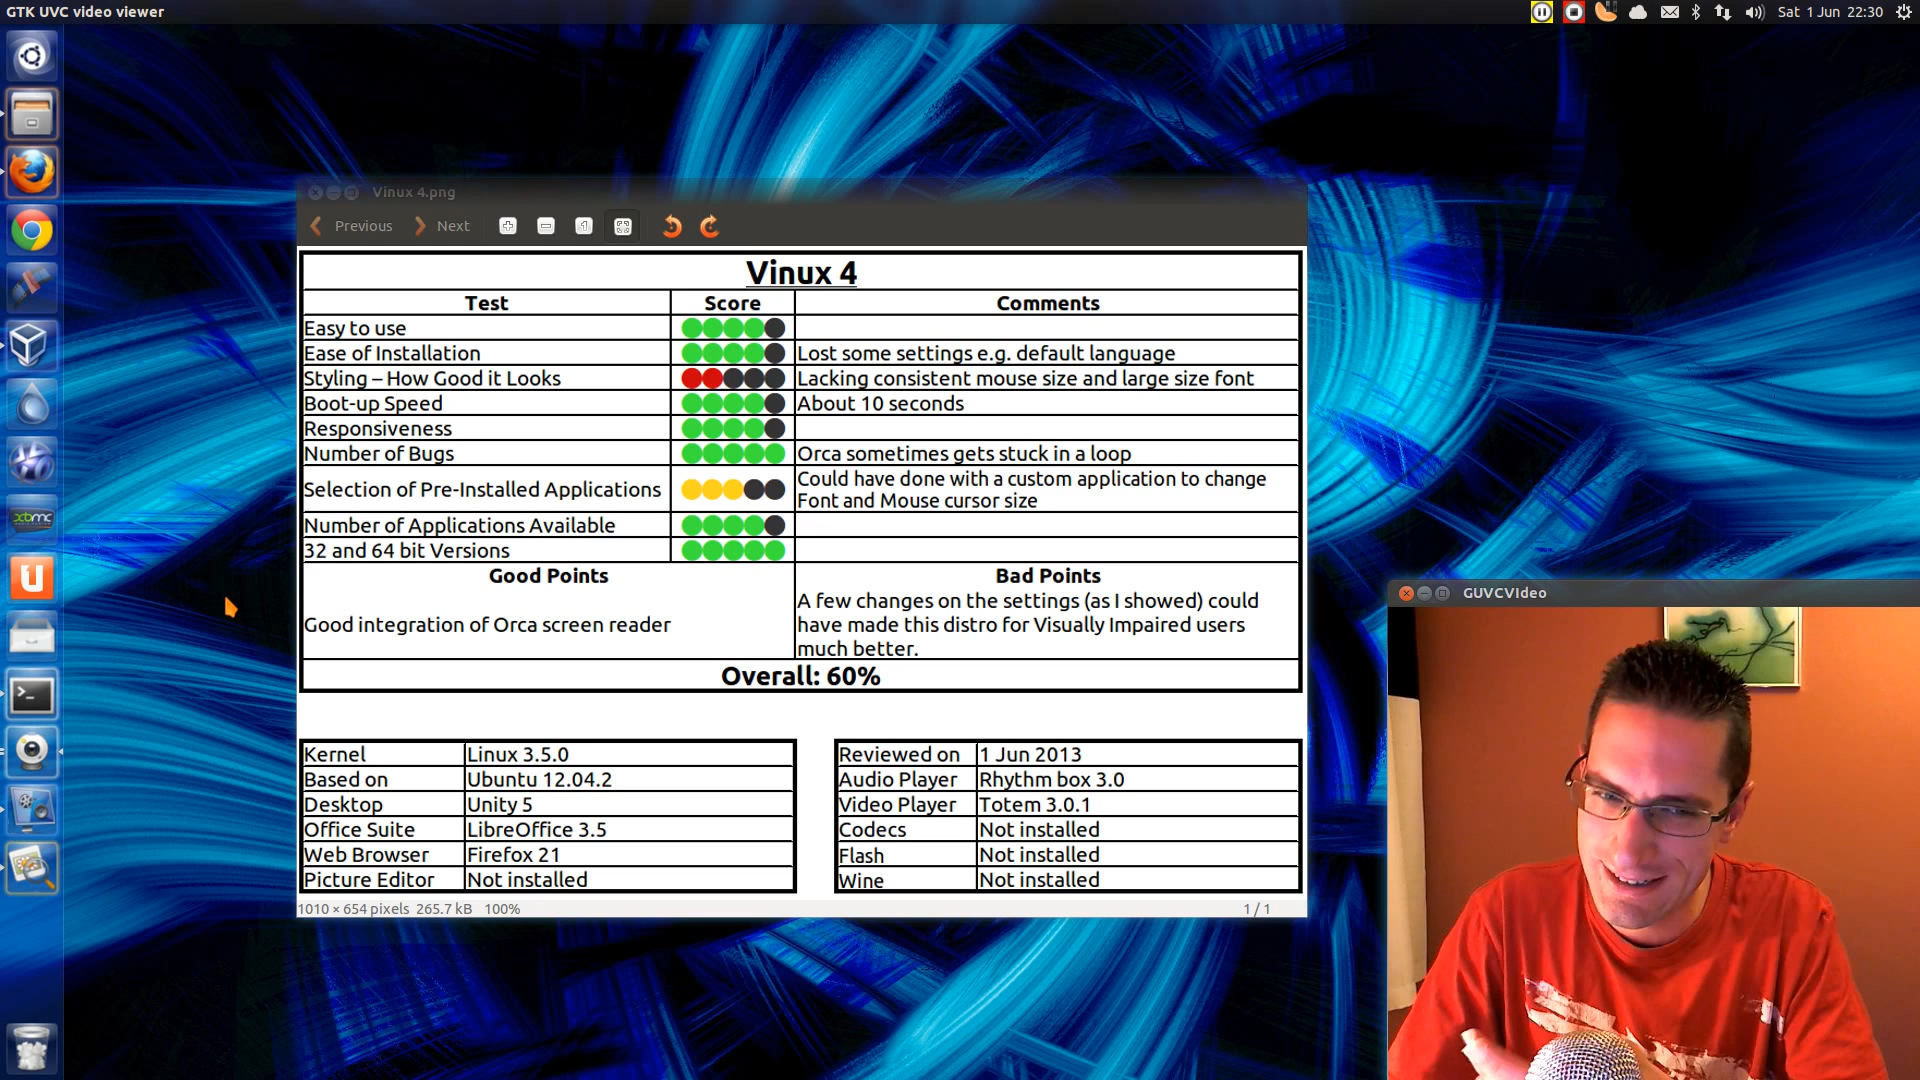 GTK UVC video viewer
Sat 1 Jun 22:30
Vinux 4.png
Previous Next
Vinux 4
Test Score Comments
Easy to use
Ease of Installation Lost some settings e.g. default language
Styling – How Good it Looks Lacking consistent mouse size and large size font
Boot-up Speed About 10 seconds
Responsiveness
Number of Bugs Orca sometimes gets stuck in a loop
Selection of Pre-Installed Applications Could have done with a custom application to change
Font and Mouse cursor size
Number of Applications Available
32 and 64 bit Versions
Good Points Bad Points
Good integration of Orca screen reader
A few changes on the settings (as I showed) could
have made this distro for Visually Impaired users
much better.
Overall: 60%
Kernel Linux 3.5.0
Based on Ubuntu 12.04.2
Desktop Unity 5
Office Suite LibreOffice 3.5
Web Browser Firefox 21
Picture Editor Not installed
Reviewed on 1 Jun 2013
Audio Player Rhythm box 3.0
Video Player Totem 3.0.1
Codecs Not installed
Flash Not installed
Wine Not installed
1010 × 654 pixels 265.7 kB 100% 1 / 1
GUVCVIdeo
xbmc
U